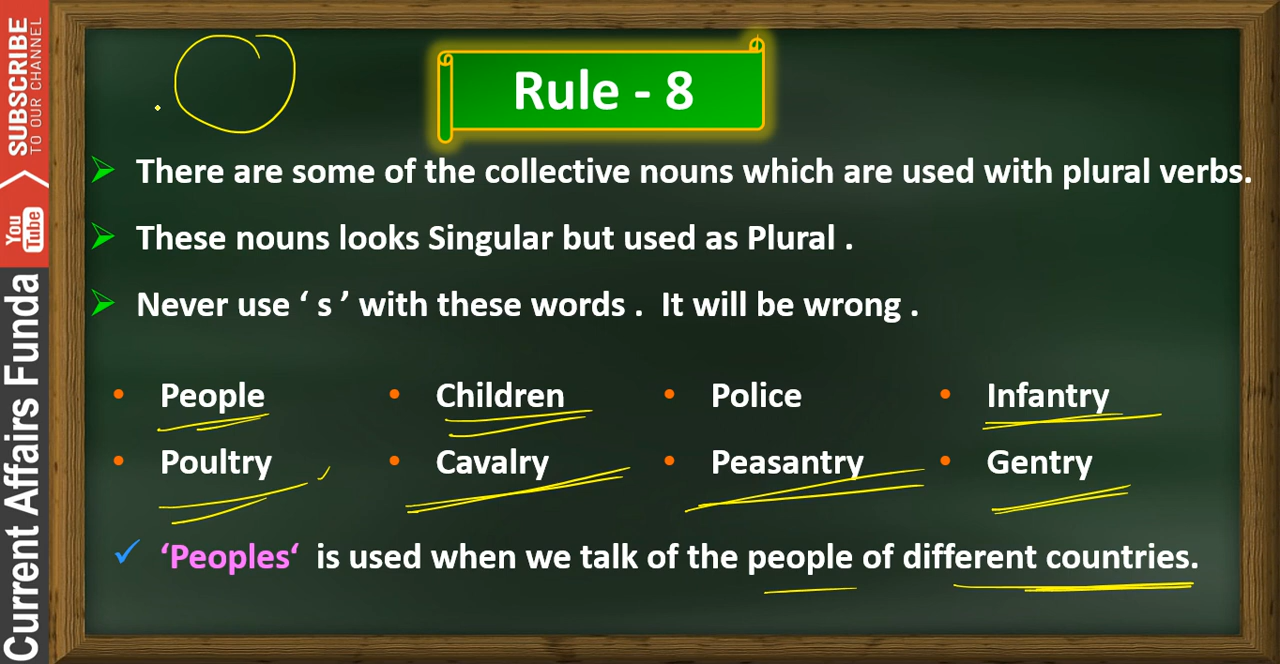 SUBSCRIBE
TO OUR CHANNEL
YouTube
Current Affairs Funda
Rule - 8
There are some of the collective nouns which are used with plural verbs.
These nouns looks Singular but used as Plural .
Never use ‘ s ’ with these words . It will be wrong .
People Children Police Infantry
Poultry Cavalry Peasantry Gentry
‘Peoples‘ is used when we talk of the people of different countries.